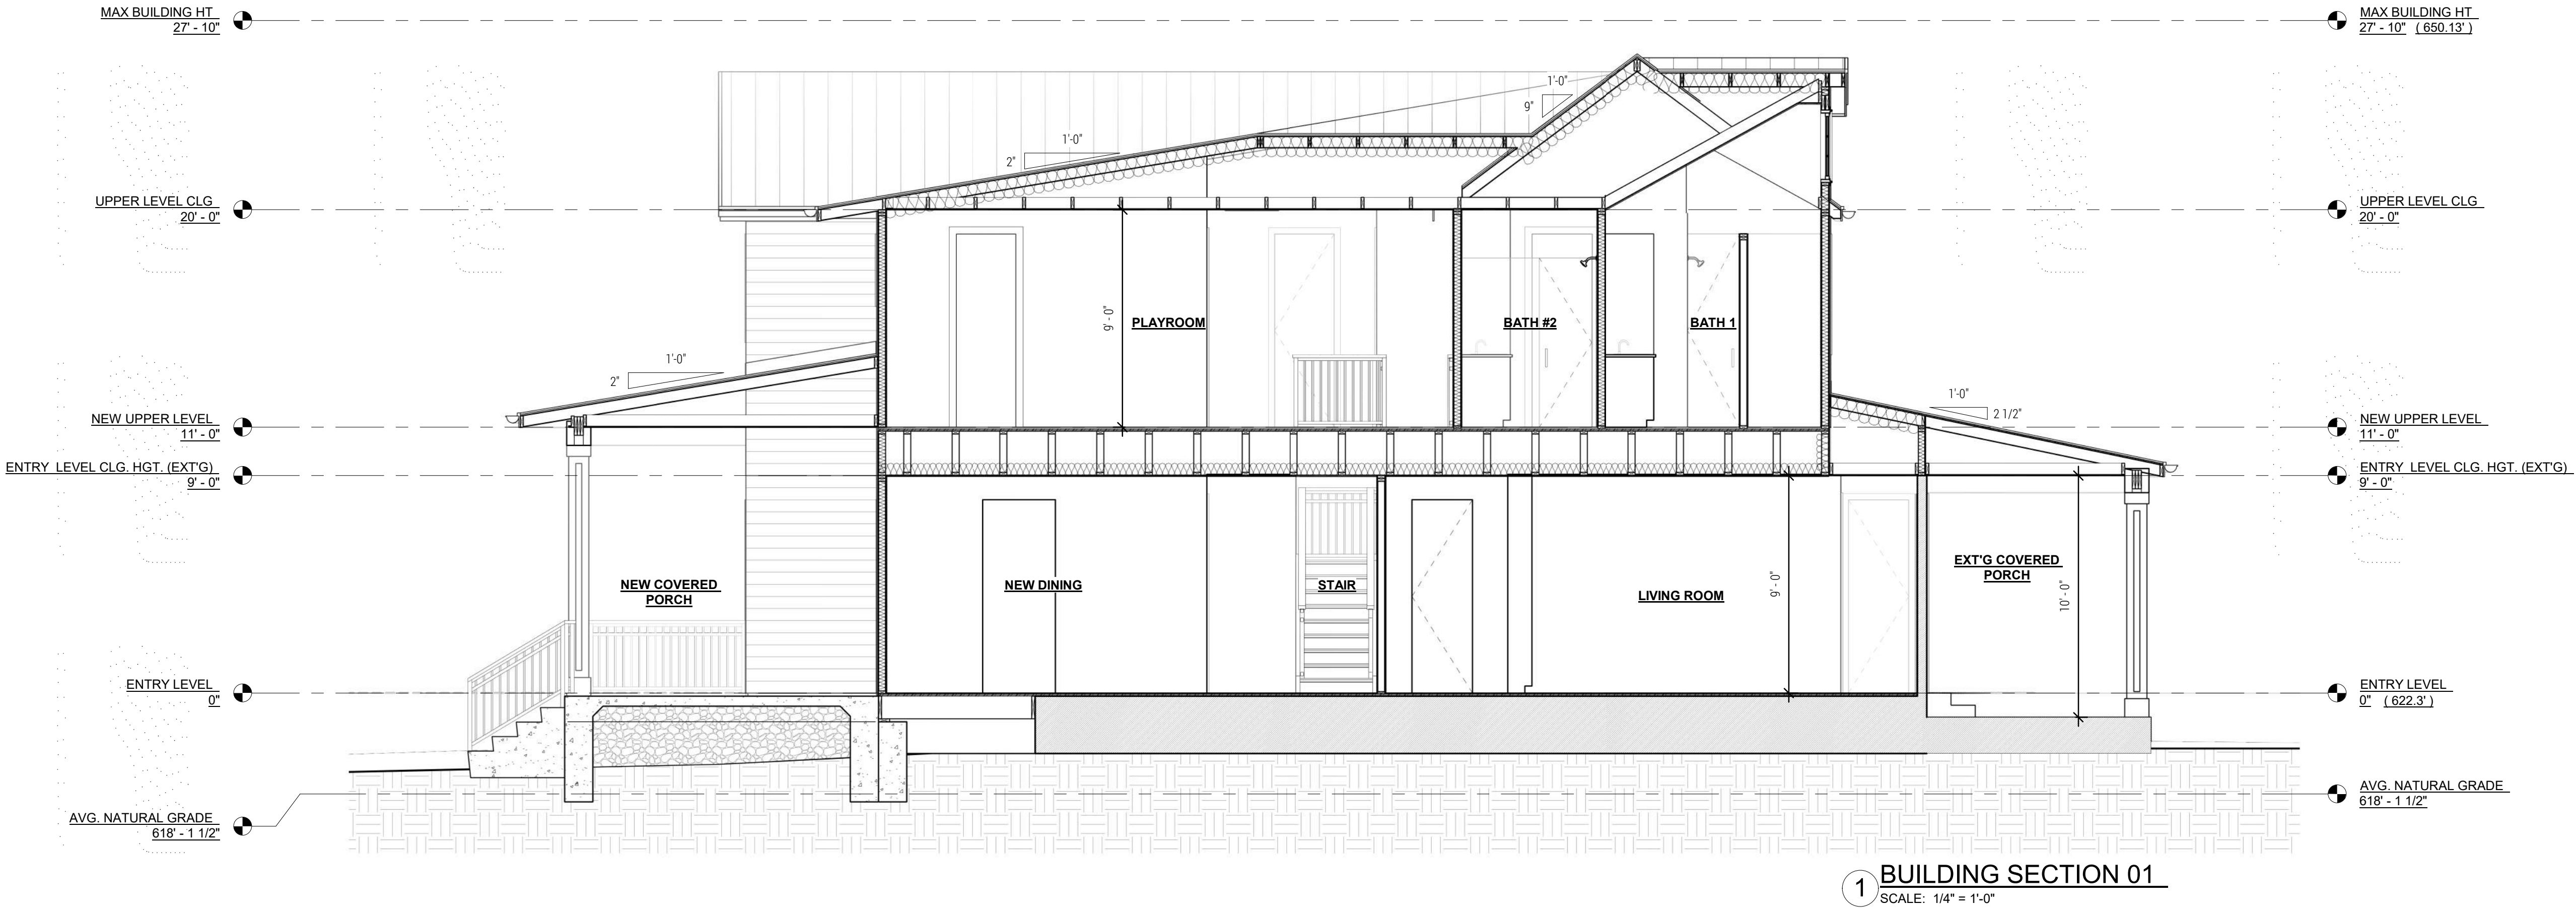 MAX BUILDING HT
27' - 10"
MAX BUILDING HT
27' - 10" ( 650.13' )
1'-0"
9"
1'-0"
2"
UPPER LEVEL CLG
20' - 0"
UPPER LEVEL CLG
20' - 0"
9' - 0"
PLAYROOM
BATH #2
BATH 1
1'-0"
2"
1'-0"
2 1/2"
NEW UPPER LEVEL
11' - 0"
NEW UPPER LEVEL
11' - 0"
ENTRY LEVEL CLG. HGT. (EXT'G)
9' - 0"
ENTRY LEVEL CLG. HGT. (EXT'G)
9' - 0"
NEW COVERED
PORCH
NEW DINING
STAIR
LIVING ROOM
9' - 0"
EXT'G COVERED
PORCH
10' - 0"
ENTRY LEVEL
0"
ENTRY LEVEL
0" ( 622.3' )
AVG. NATURAL GRADE
618' - 1 1/2"
AVG. NATURAL GRADE
618' - 1 1/2"
1 BUILDING SECTION 01
SCALE: 1/4" = 1'-0"